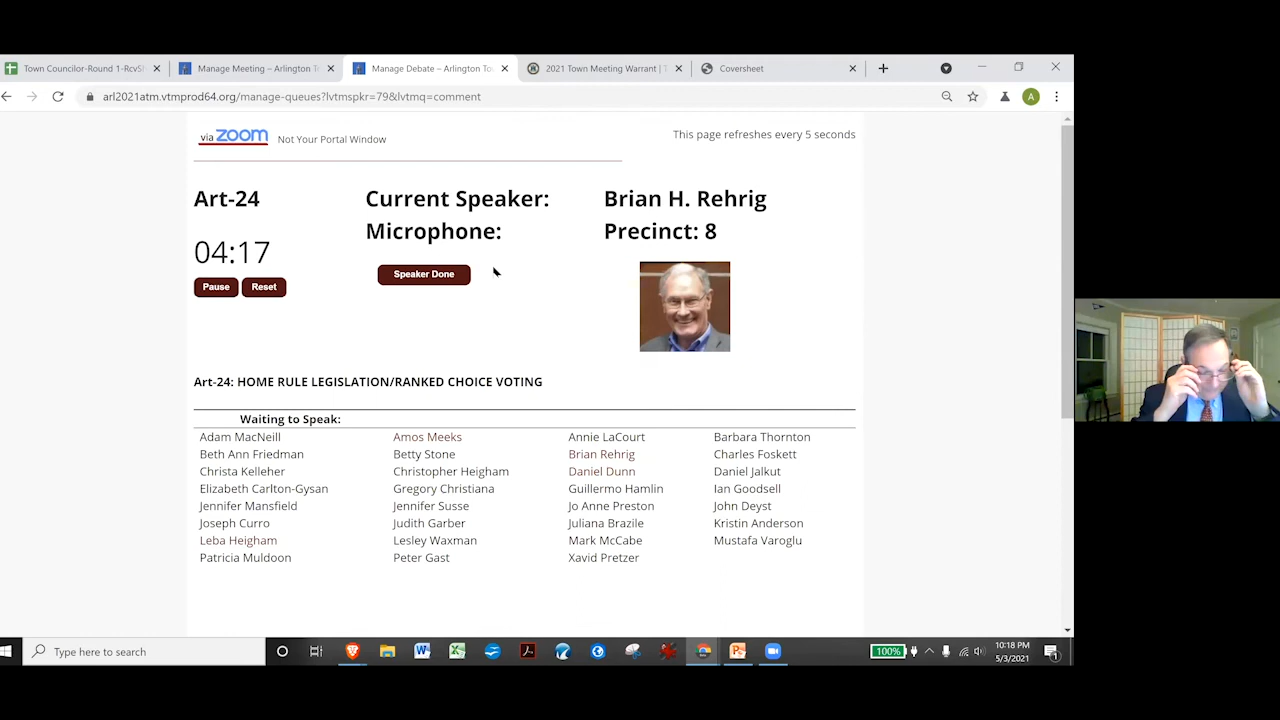 Town Councilor-Round 1-RcvS
Manage Meeting – Arlington T
Manage Debate – Arlington To
2021 Town Meeting Warrant | T
Coversheet
arl2021atm.vtmprod64.org/manage-queues?lvtmspkr=79&lvtmq=comment
A
via zoom Not Your Portal Window
This page refreshes every 5 seconds
Art-24 Current Speaker: Brian H. Rehrig
Microphone: Precinct: 8
04:17
Speaker Done
Pause Reset
Art-24: HOME RULE LEGISLATION/RANKED CHOICE VOTING
Waiting to Speak:
Adam MacNeill Amos Meeks Annie LaCourt Barbara Thornton
Beth Ann Friedman Betty Stone Brian Rehrig Charles Foskett
Christa Kelleher Christopher Heigham Daniel Dunn Daniel Jalkut
Elizabeth Carlton-Gysan Gregory Christiana Guillermo Hamlin Ian Goodsell
Jennifer Mansfield Jennifer Susse Jo Anne Preston John Deyst
Joseph Curro Judith Garber Juliana Brazile Kristin Anderson
Leba Heigham Lesley Waxman Mark McCabe Mustafa Varoglu
Patricia Muldoon Peter Gast Xavid Pretzer
Type here to search
100%
10:18 PM
5/3/2021
1